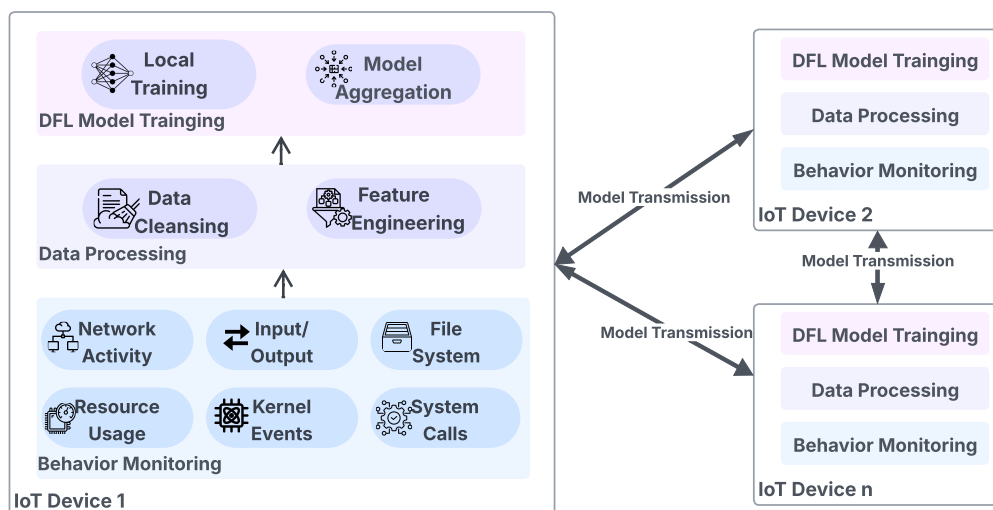 Local
Training
Model
Aggregation
DFL Model Trainging
Data
Cleansing
Feature
Engineering
Data Processing
Network
Activity
Input/
Output
File
System
Resource
Usage
Kernel
Events
System
Calls
Behavior Monitoring
IoT Device 1
Model Transmission
Model Transmission
DFL Model Trainging
Data Processing
Behavior Monitoring
IoT Device 2
Model Transmission
DFL Model Trainging
Data Processing
Behavior Monitoring
IoT Device n